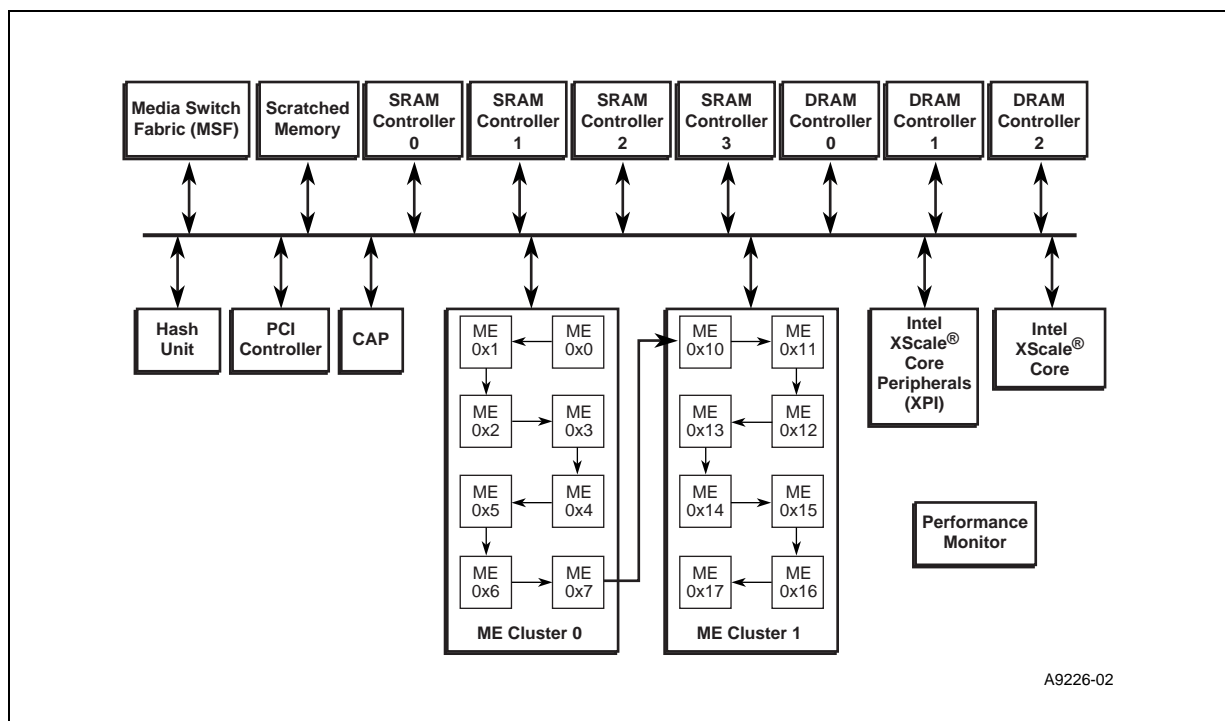 Media Switch
Fabric (MSF)
Scratched
Memory
SRAM
Controller
0
SRAM
Controller
1
SRAM
Controller
2
SRAM
Controller
3
DRAM
Controller
0
DRAM
Controller
1
DRAM
Controller
2
Hash
Unit
PCI
Controller
CAP
ME
0x1
ME
0x0
ME
0x2
ME
0x3
ME
0x5
ME
0x4
ME
0x6
ME
0x7
ME Cluster 0
ME
0x10
ME
0x11
ME
0x13
ME
0x12
ME
0x14
ME
0x15
ME
0x17
ME
0x16
ME Cluster 1
Intel
XScale®
Core
Peripherals
(XPI)
Intel
XScale®
Core
Performance
Monitor
A9226-02